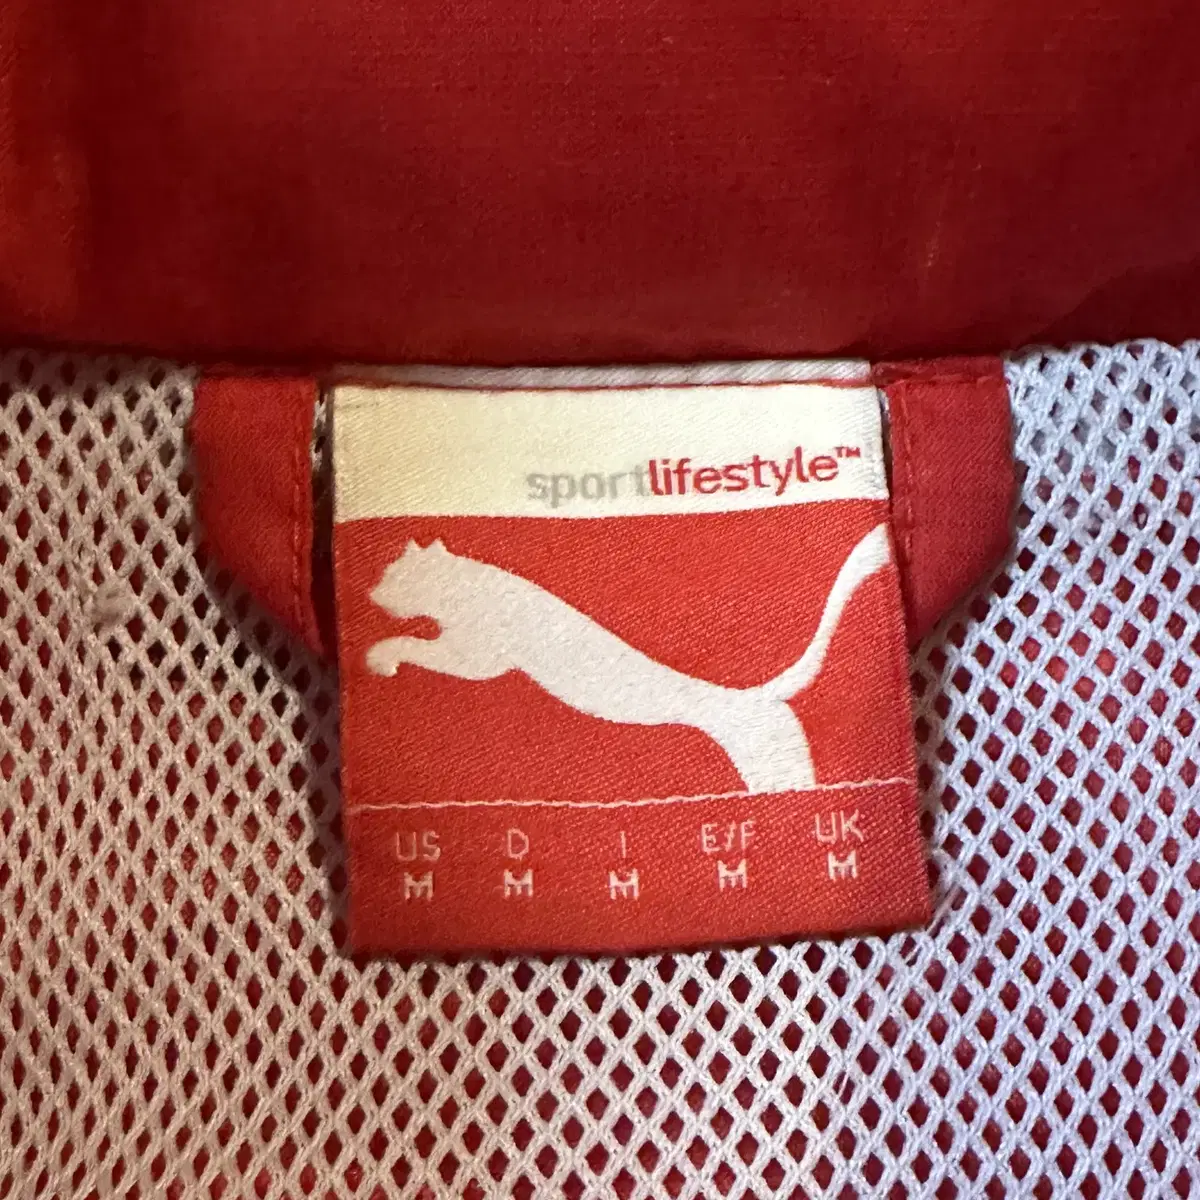 sportlifestyle™
US D I E/F UK
M M M M M